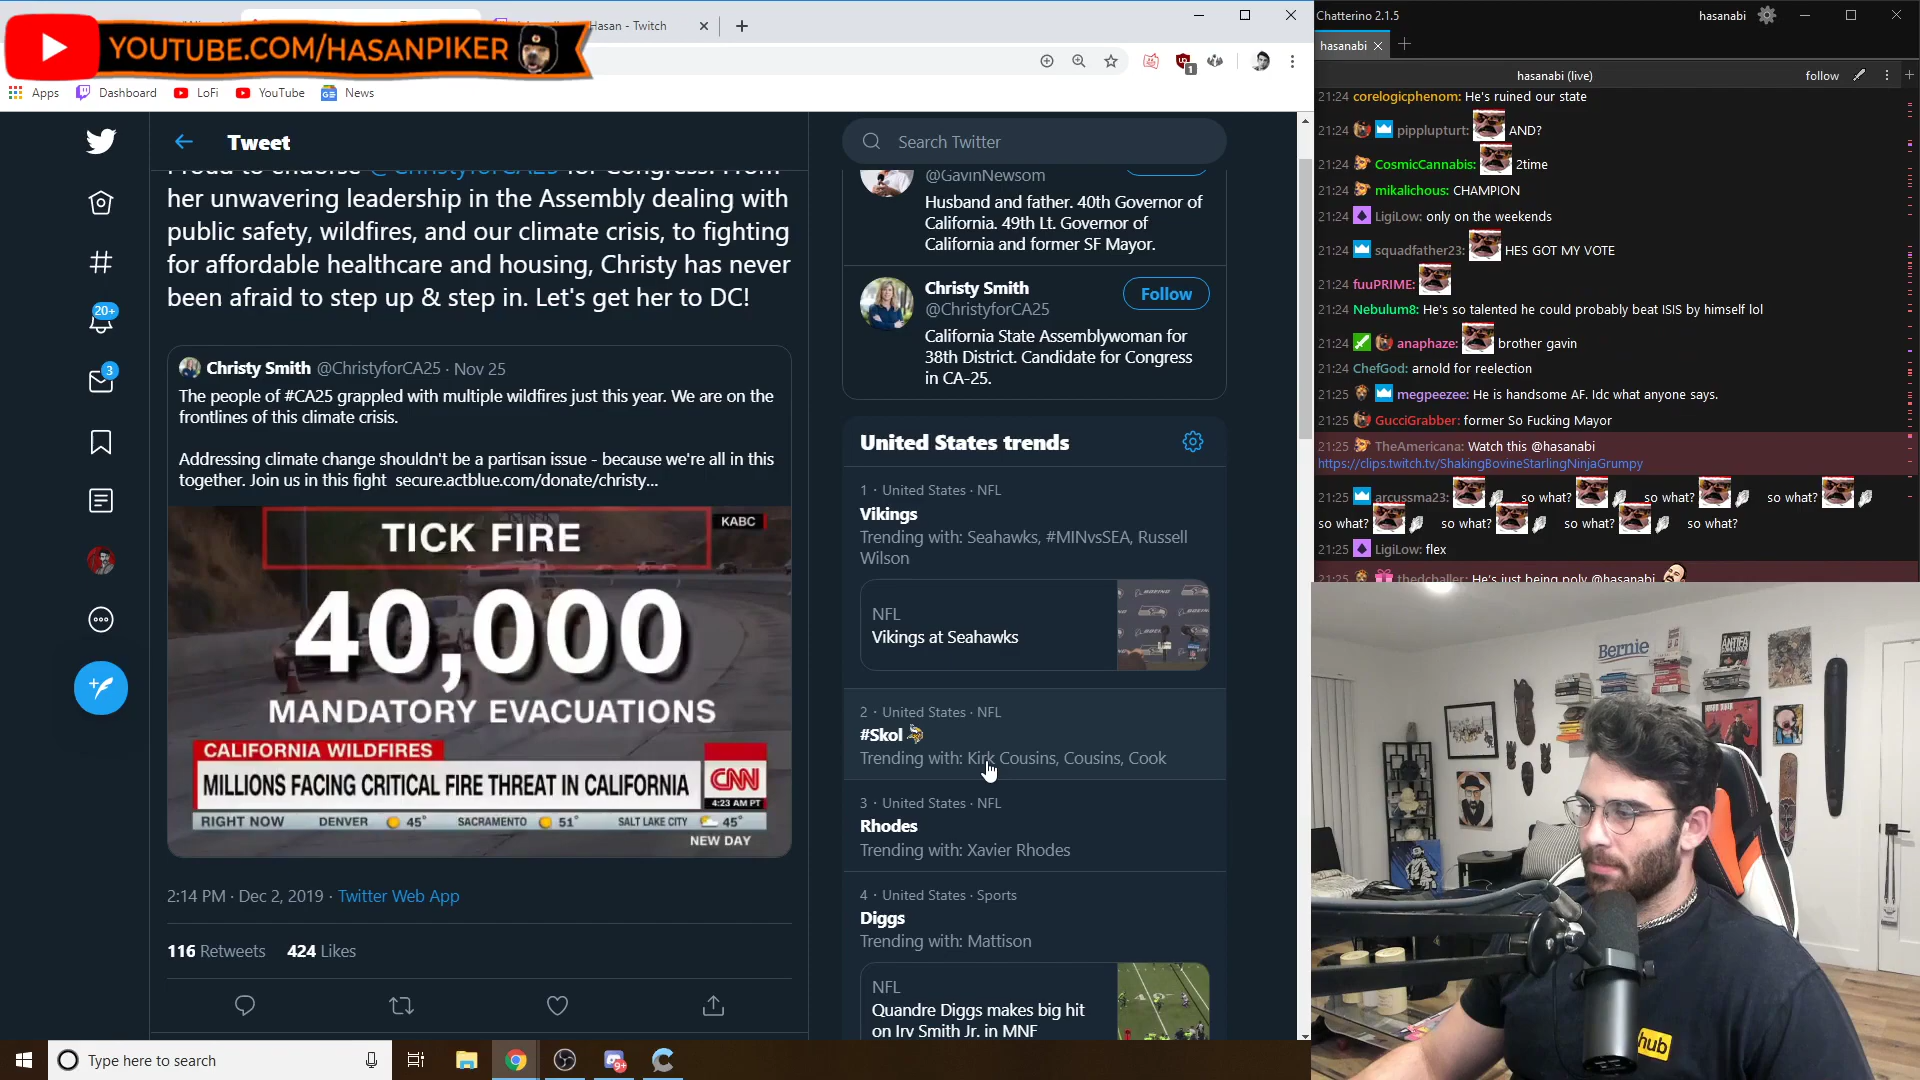 YOUTUBE.COM/HASANPIKER
Hasan - Twitch
Apps
Dashboard
LoFi
YouTube
News
1
Tweet
her unwavering leadership in the Assembly dealing with
public safety, wildfires, and our climate crisis, to fighting
for affordable healthcare and housing, Christy has never
been afraid to step up & step in. Let's get her to DC!
20+
3
Christy Smith @ChristyforCA25 · Nov 25
The people of #CA25 grappled with multiple wildfires just this year. We are on the
frontlines of this climate crisis.
Addressing climate change shouldn't be a partisan issue - because we're all in this
together. Join us in this fight secure.actblue.com/donate/christy...
KABC
TICK FIRE
40,000
MANDATORY EVACUATIONS
CALIFORNIA WILDFIRES
MILLIONS FACING CRITICAL FIRE THREAT IN CALIFORNIA
CNN
4:23 AM PT
RIGHT NOW DENVER 45° SACRAMENTO 51° SALT LAKE CITY 45°
NEW DAY
2:14 PM · Dec 2, 2019 · Twitter Web App
116 Retweets 424 Likes
Search Twitter
@GavinNewsom
Husband and father. 40th Governor of
California. 49th Lt. Governor of
California and former SF Mayor.
Christy Smith
@ChristyforCA25
Follow
California State Assemblywoman for
38th District. Candidate for Congress
in CA-25.
United States trends
1 · United States · NFL
Vikings
Trending with: Seahawks, #MINvsSEA, Russell
Wilson
NFL
Vikings at Seahawks
2 · United States · NFL
#Skol
Trending with: Kirk Cousins, Cousins, Cook
3 · United States · NFL
Rhodes
Trending with: Xavier Rhodes
4 · United States · Sports
Diggs
Trending with: Mattison
NFL
Quandre Diggs makes big hit
on Irv Smith Jr. in MNF
Type here to search
9+
Chatterino 2.1.5
hasanabi
hasanabi
hasanabi (live)
follow
21:24 corelogicphenom: He's ruined our state
21:24 pipplupturt: AND?
21:24 CosmicCannabis: 2time
21:24 mikalichous: CHAMPION
21:24 LigiLow: only on the weekends
21:24 squadfather23: HES GOT MY VOTE
21:24 fuuPRIME:
21:24 Nebulum8: He's so talented he could probably beat ISIS by himself lol
21:24 anaphaze: brother gavin
21:24 ChefGod: arnold for reelection
21:25 megpeezee: He is handsome AF. Idc what anyone says.
21:25 GucciGrabber: former So Fucking Mayor
21:25 TheAmericana: Watch this @hasanabi
https://clips.twitch.tv/ShakingBovineStarlingNinjaGrumpy
21:25 arcussma23: so what? so what? so what?
so what? so what? so what? so what?
21:25 LigiLow: flex
21:25 thedchaller: He's just being poly @hasanabi
Bernie
ANTIFA
hub